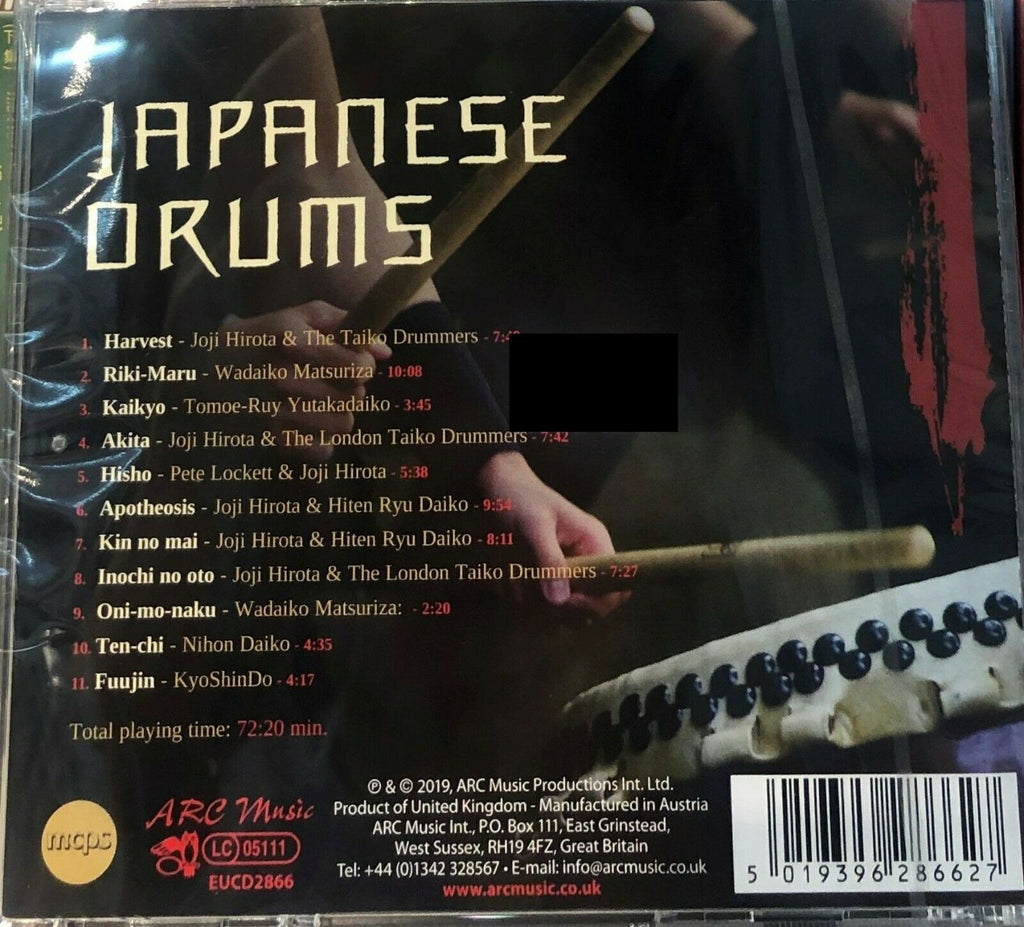 JAPANESE
DRUMS
1. Harvest - Joji Hirota & The Taiko Drummers -
2. Riki-Maru - Wadaiko Matsuriza - 10:08
3. Kaikyo - Tomoe-Ruy Yutakadaiko - 3:45
4. Akita - Joji Hirota & The London Taiko Drummers - 7:42
5. Hisho - Pete Lockett & Joji Hirota - 5:38
6. Apotheosis - Joji Hirota & Hiten Ryu Daiko - 9:54
7. Kin no mai - Joji Hirota & Hiten Ryu Daiko - 8:11
8. Inochi no oto - Joji Hirota & The London Taiko Drummers - 7:27
9. Oni-mo-naku - Wadaiko Matsuriza: - 2:20
10. Ten-chi - Nihon Daiko - 4:35
11. Fuujin - KyoShinDo - 4:17
Total playing time: 72:20 min.
mcps
ARC Music
LC 05111
EUCD2866
℗ & © 2019, ARC Music Productions Int. Ltd.
Product of United Kingdom - Manufactured in Austria
ARC Music Int., P.O. Box 111, East Grinstead,
West Sussex, RH19 4FZ, Great Britain
Tel: +44 (0)1342 328567 • E-mail: info@arcmusic.co.uk
www.arcmusic.co.uk
5 019396 286627